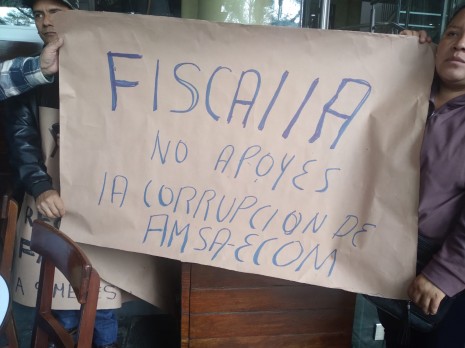 FISCALIA
NO APOYES
LA CORRUPCION DE
AMSA-ECOM